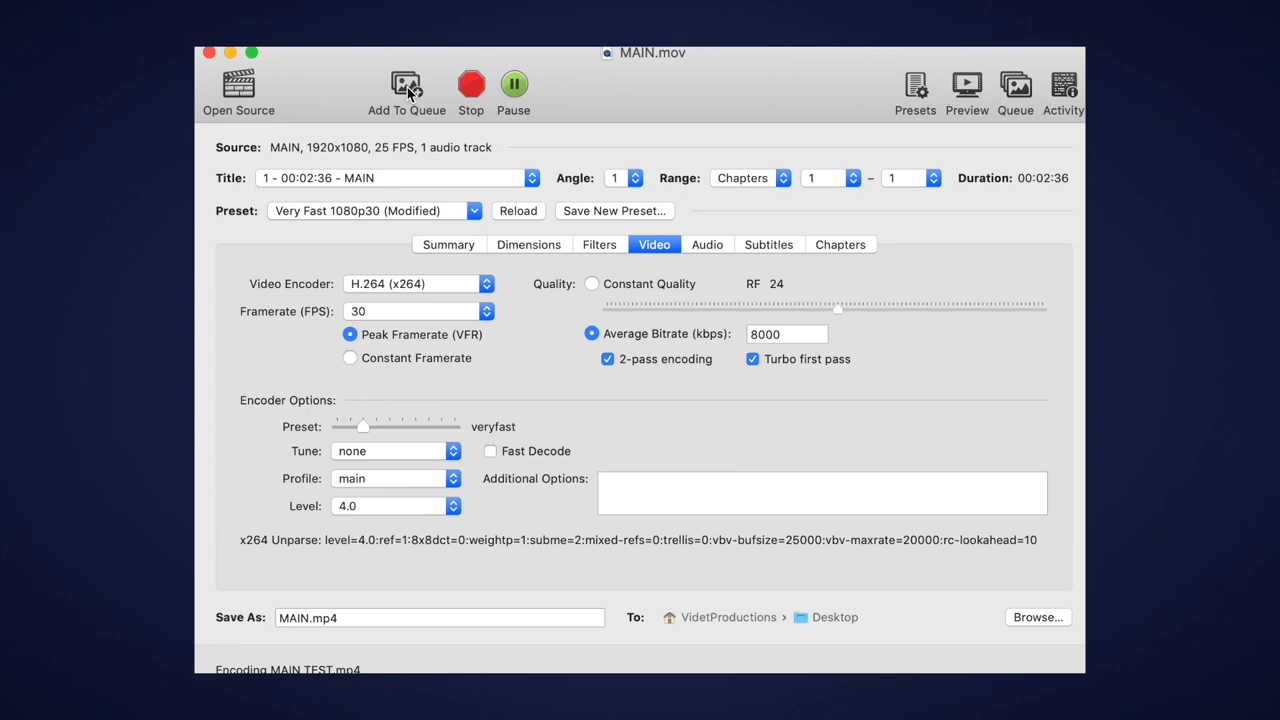 MAIN.mov
Open Source Add To Queue Stop Pause Presets Preview Queue Activity
Source: MAIN, 1920x1080, 25 FPS, 1 audio track
Title: 1 - 00:02:36 - MAIN Angle: 1 Range: Chapters 1 – 1 Duration: 00:02:36
Preset: Very Fast 1080p30 (Modified) Reload Save New Preset...
Summary Dimensions Filters Video Audio Subtitles Chapters
Video Encoder: H.264 (x264) Quality: Constant Quality RF 24
Framerate (FPS): 30
Peak Framerate (VFR) Average Bitrate (kbps): 8000
Constant Framerate 2-pass encoding Turbo first pass
Encoder Options:
Preset: veryfast
Tune: none Fast Decode
Profile: main Additional Options:
Level: 4.0
x264 Unparse: level=4.0:ref=1:8x8dct=0:weightp=1:subme=2:mixed-refs=0:trellis=0:vbv-bufsize=25000:vbv-maxrate=20000:rc-lookahead=10
Save As: MAIN.mp4 To: VidetProductions › Desktop Browse...
Encoding MAIN TEST.mp4